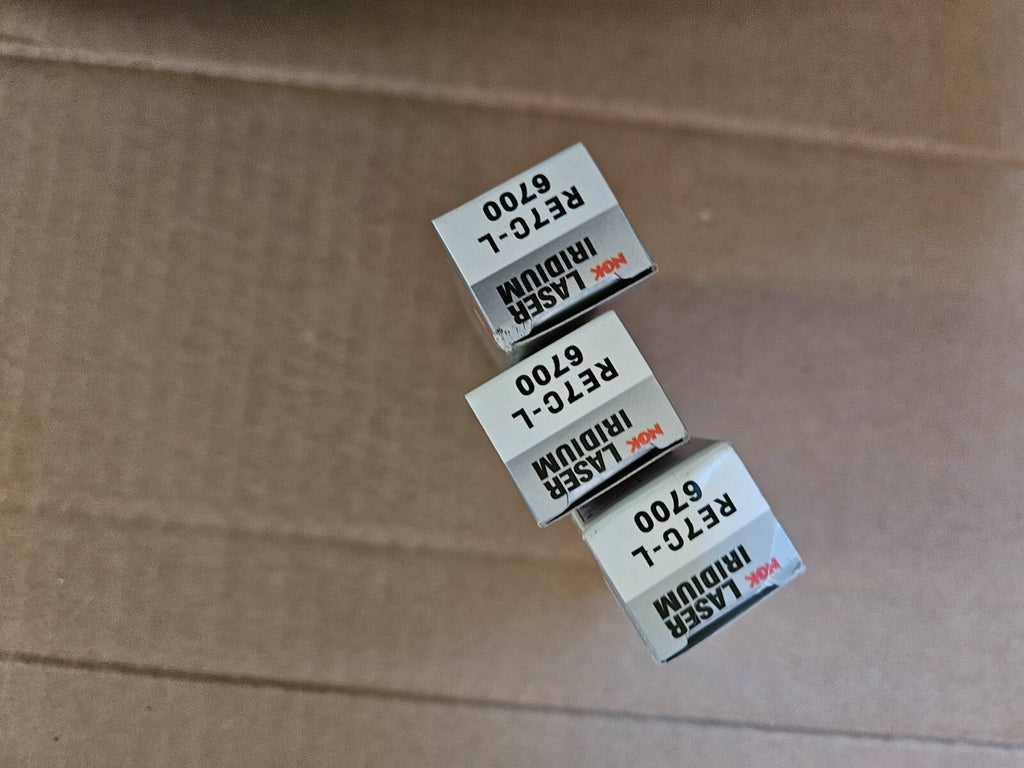 NGK
LASER
IRIDIUM
RE7C-L
6700
NGK
LASER
IRIDIUM
RE7C-L
6700
NGK
LASER
IRIDIUM
RE7C-L
6700